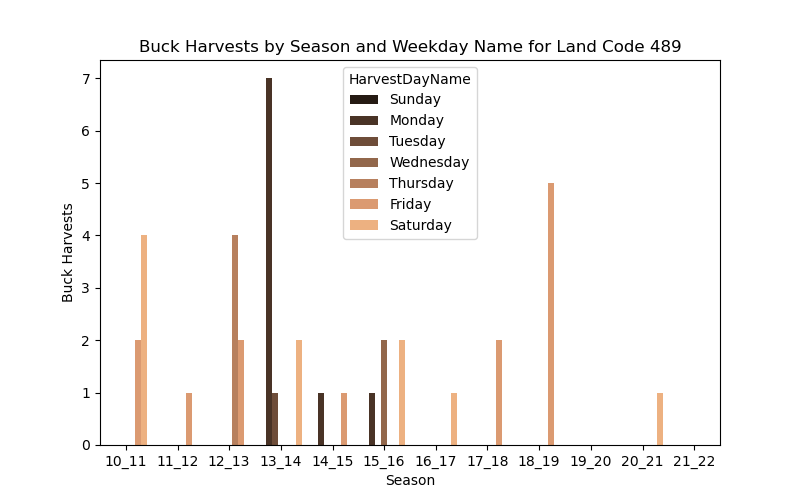 Buck Harvests by Season and Weekday Name for Land Code 489
Buck Harvests
7
6
5
4
3
2
1
0
HarvestDayName
Sunday
Monday
Tuesday
Wednesday
Thursday
Friday
Saturday
10_11 11_12 12_13 13_14 14_15 15_16 16_17 17_18 18_19 19_20 20_21 21_22
Season